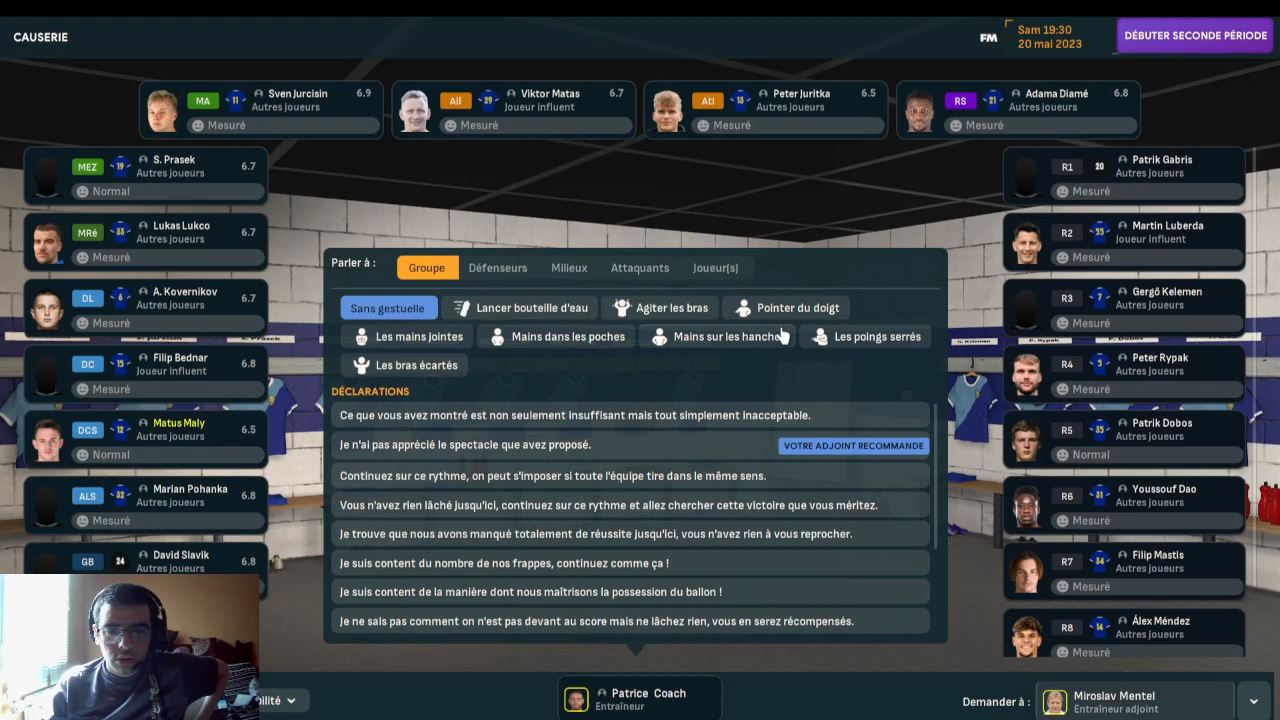 CAUSERIE
FM
Sam 19:30
20 mai 2023
DÉBUTER SECONDE PÉRIODE
MA 11 Sven Jurcisin 6.9
Autres joueurs
Mesuré
Ail 29 Viktor Matas 6.7
Joueur influent
Mesuré
Atl 13 Peter Juritka 6.5
Autres joueurs
Mesuré
RS 21 Adama Diamé 6.8
Autres joueurs
Mesuré
MEZ 19 S. Prasek 6.7
Autres joueurs
Normal
MRé 33 Lukas Lukco 6.7
Autres joueurs
Mesuré
DL 6 A. Kovernikov 6.7
Autres joueurs
Mesuré
DC 15 Filip Bednar 6.8
Joueur influent
Mesuré
DCS 12 Matus Maly 6.5
Autres joueurs
Normal
ALS 32 Marian Pohanka 6.8
Autres joueurs
Mesuré
GB 24 David Slavik 6.8
Autres joueurs
Parler à : Groupe Défenseurs Milieux Attaquants Joueur(s)
Sans gestuelle Lancer bouteille d'eau Agiter les bras Pointer du doigt
Les mains jointes Mains dans les poches Mains sur les hanche Les poings serrés
Les bras écartés
DÉCLARATIONS
Ce que vous avez montré est non seulement insuffisant mais tout simplement inacceptable.
Je n'ai pas apprécié le spectacle que avez proposé. VOTRE ADJOINT RECOMMANDE
Continuez sur ce rythme, on peut s'imposer si toute l'équipe tire dans le même sens.
Vous n'avez rien lâché jusqu'ici, continuez sur ce rythme et allez chercher cette victoire que vous méritez.
Je trouve que nous avons manqué totalement de réussite jusqu'ici, vous n'avez rien à vous reprocher.
Je suis content du nombre de nos frappes, continuez comme ça !
Je suis content de la manière dont nous maîtrisons la possession du ballon !
Je ne sais pas comment on n'est pas devant au score mais ne lâchez rien, vous en serez récompensés.
R1 20 Patrik Gabris
Autres joueurs
Mesuré
R2 55 Martin Luberda
Joueur influent
Mesuré
R3 7 Gergő Kelemen
Autres joueurs
Mesuré
R4 5 Peter Rypak
Autres joueurs
Mesuré
R5 Patrik Dobos
Autres joueurs
Normal
R6 Youssouf Dao
Autres joueurs
Mesuré
R7 Filip Mastis
Autres joueurs
Mesuré
R8 14 Álex Méndez
Autres joueurs
Mesuré
bilité
Patrice Coach
Entraîneur
Demander à : Miroslav Mentel
Entraîneur adjoint